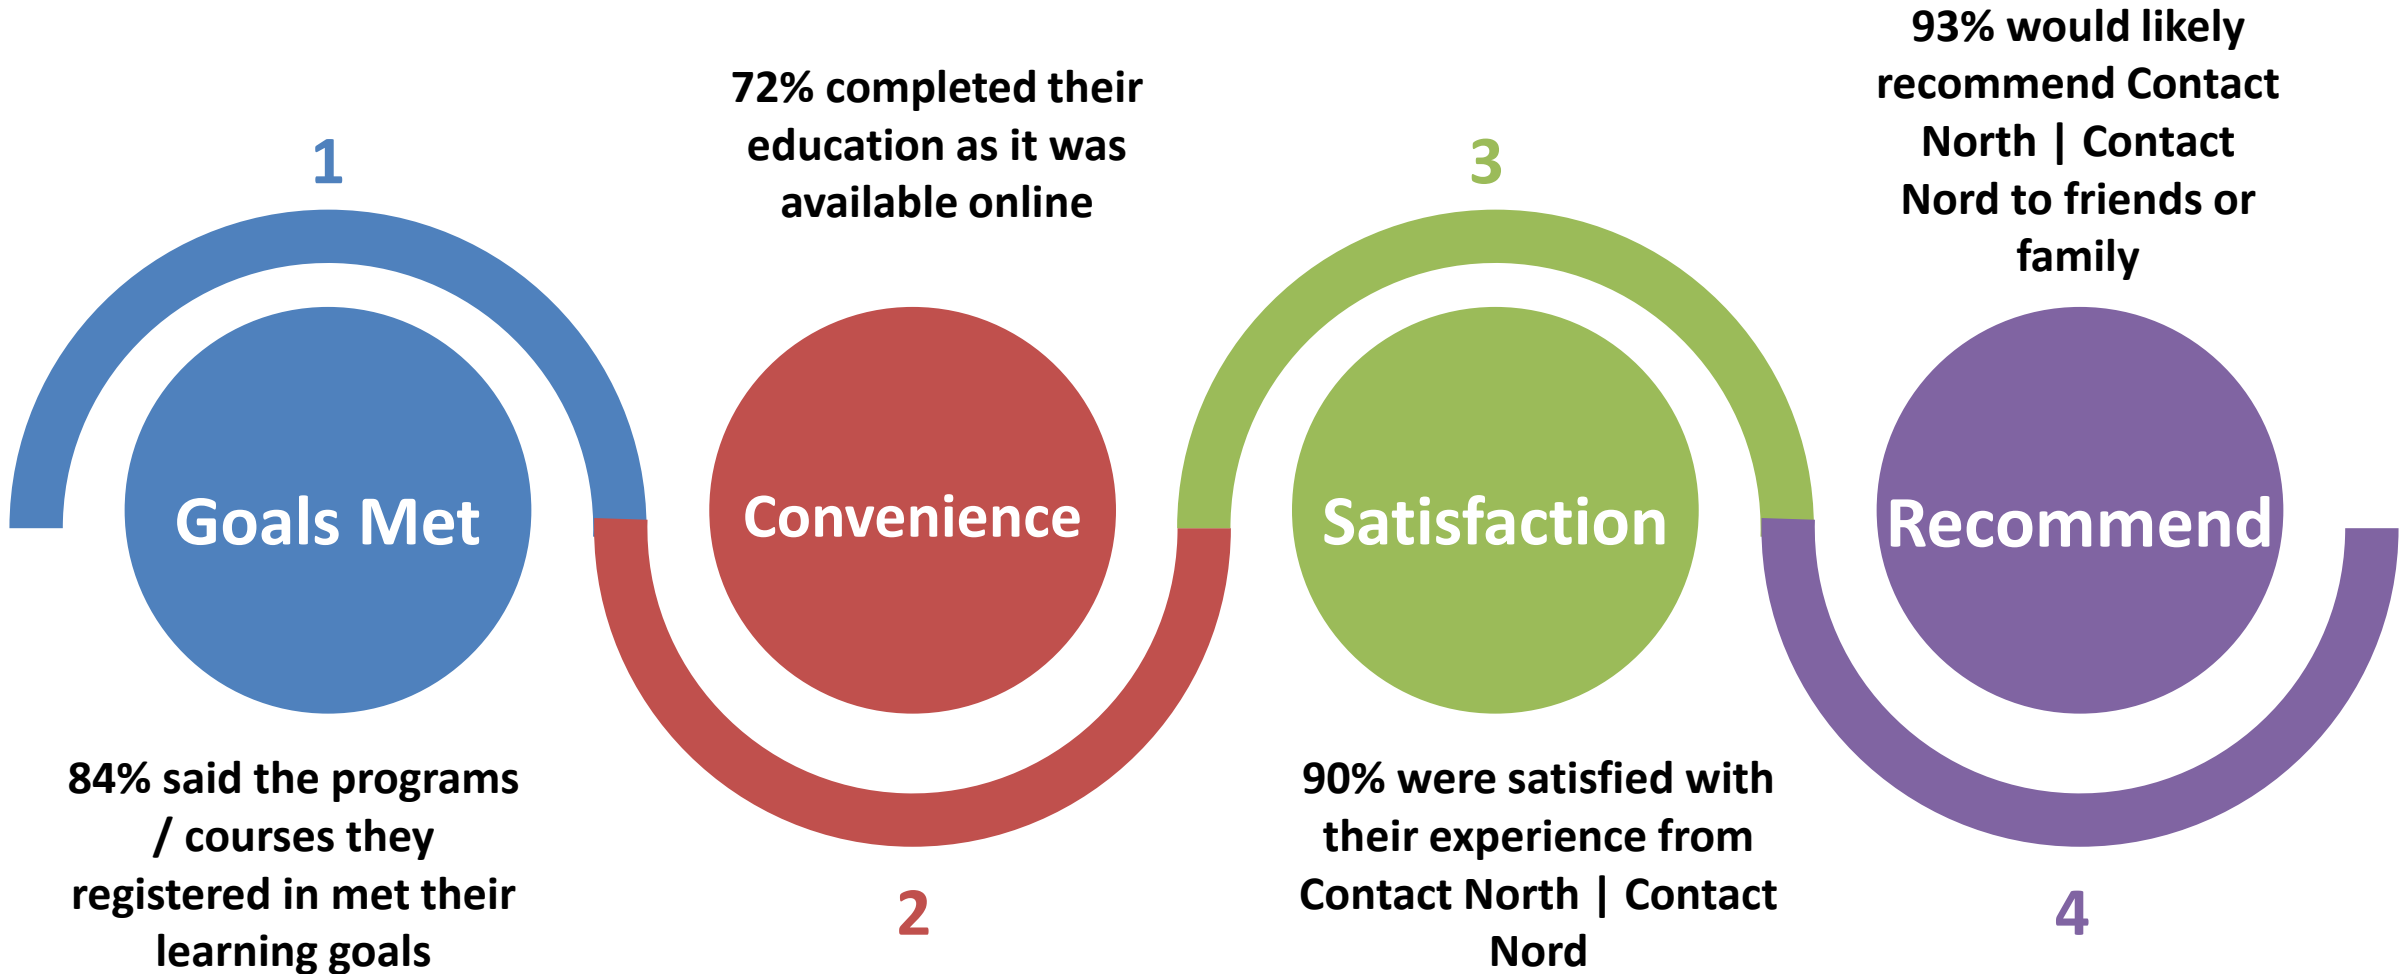 1
Goals Met
84% said the programs
/ courses they
registered in met their
learning goals
72% completed their
education as it was
available online
Convenience
2
3
Satisfaction
90% were satisfied with
their experience from
Contact North | Contact
Nord
93% would likely
recommend Contact
North | Contact
Nord to friends or
family
Recommend
4